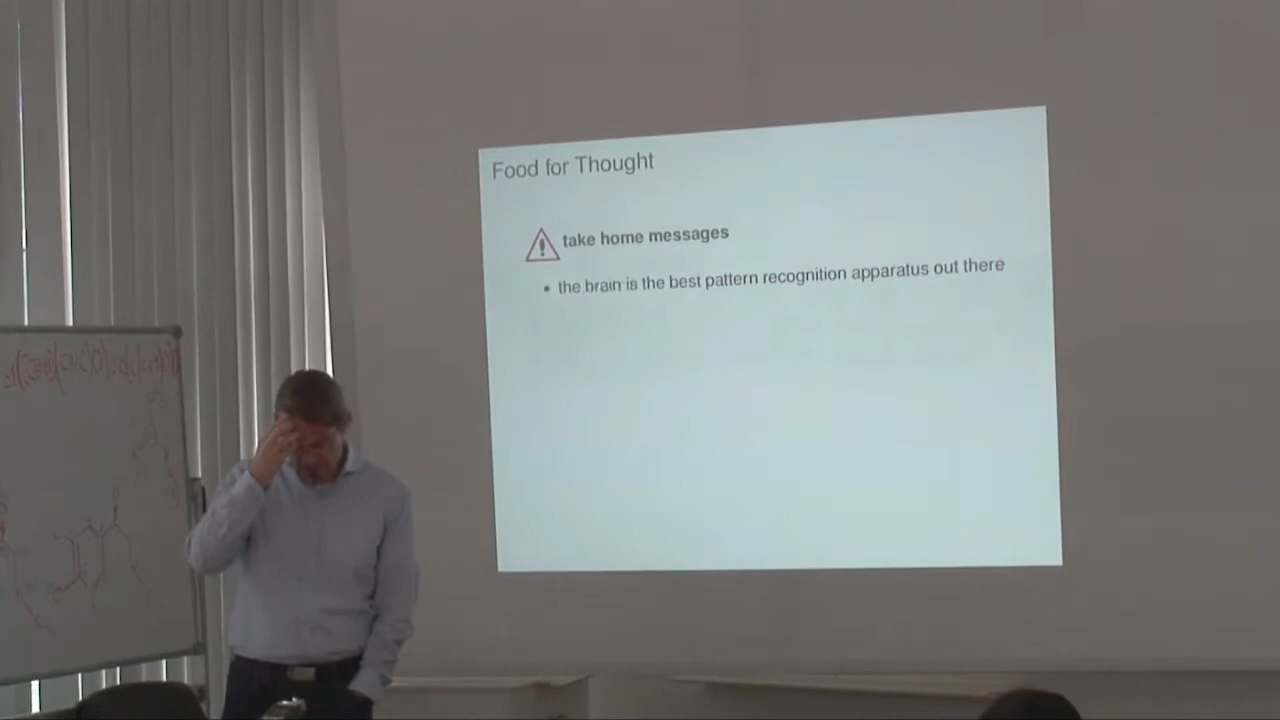 Food for Thought
take home messages
• the brain is the best pattern recognition apparatus out there